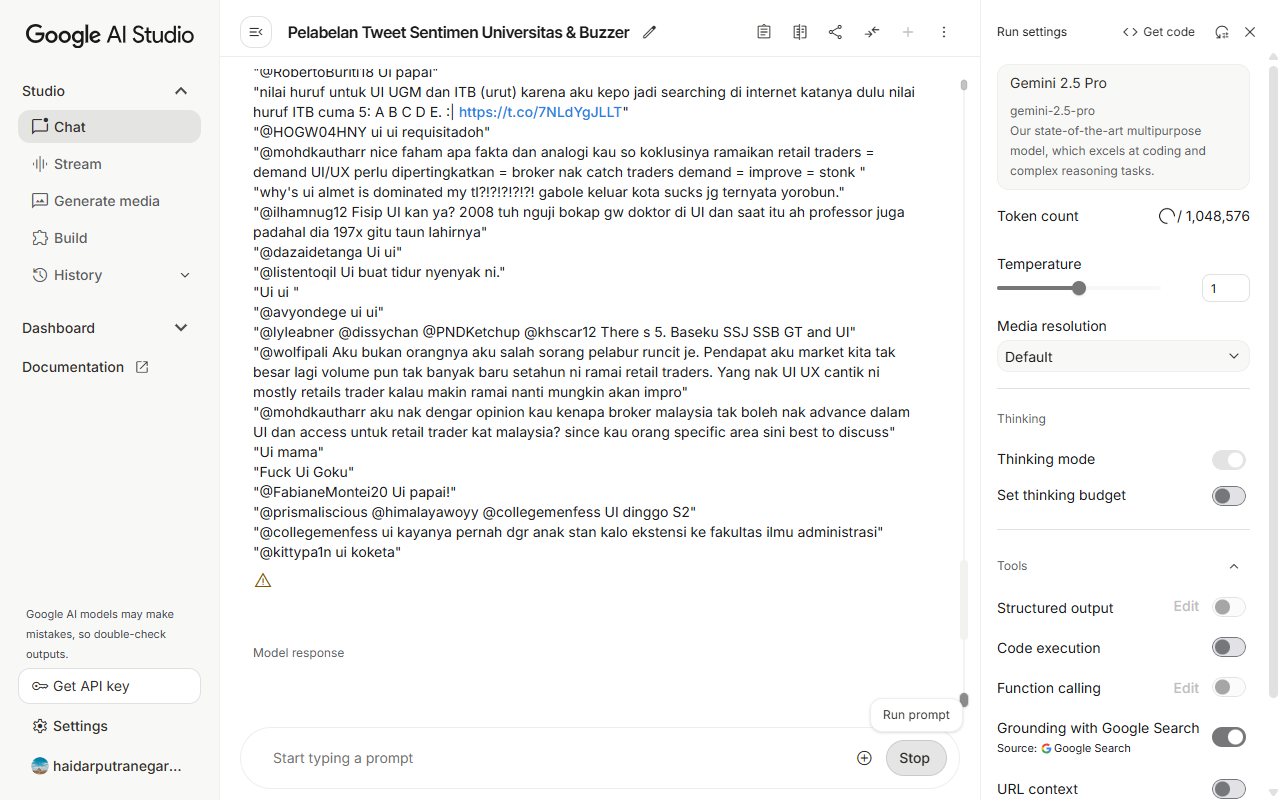 Google AI Studio
Studio
Chat
Stream
Generate media
Build
History
Dashboard
Documentation
Google AI models may make
mistakes, so double-check
outputs.
Get API key
Settings
haidarputranegar...
Pelabelan Tweet Sentimen Universitas & Buzzer
"@RobertoBuriti18 Ui papai"
"nilai huruf untuk UI UGM dan ITB (urut) karena aku kepo jadi searching di internet katanya dulu nilai
huruf ITB cuma 5: A B C D E. :| https://t.co/7NLdYgJLLT"
"@HOGW04HNY ui ui requisitadoh"
"@mohdkautharr nice faham apa fakta dan analogi kau so koklusinya ramaikan retail traders =
demand UI/UX perlu dipertingkatkan = broker nak catch traders demand = improve = stonk "
"why's ui almet is dominated my tl?!?!?!?!?! gabole keluar kota sucks jg ternyata yorobun."
"@ilhamnug12 Fisip UI kan ya? 2008 tuh nguji bokap gw doktor di UI dan saat itu ah professor juga
padahal dia 197x gitu taun lahirnya"
"@dazaidetanga Ui ui"
"@listentoqil Ui buat tidur nyenyak ni."
"Ui ui "
"@avyondege ui ui"
"@lyleabner @dissychan @PNDKetchup @khscar12 There s 5. Baseku SSJ SSB GT and UI"
"@wolfipali Aku bukan orangnya aku salah sorang pelabur runcit je. Pendapat aku market kita tak
besar lagi volume pun tak banyak baru setahun ni ramai retail traders. Yang nak UI UX cantik ni
mostly retails trader kalau makin ramai nanti mungkin akan impro"
"@mohdkautharr aku nak dengar opinion kau kenapa broker malaysia tak boleh nak advance dalam
UI dan access untuk retail trader kat malaysia? since kau orang specific area sini best to discuss"
"Ui mama"
"Fuck Ui Goku"
"@FabianeMontei20 Ui papai!"
"@prismaliscious @himalayawoyy @collegemenfess UI dinggo S2"
"@collegemenfess ui kayanya pernah dgr anak stan kalo ekstensi ke fakultas ilmu administrasi"
"@kittypa1n ui koketa"
Model response
Run prompt
Start typing a prompt
Stop
Run settings
Get code
Gemini 2.5 Pro
gemini-2.5-pro
Our state-of-the-art multipurpose
model, which excels at coding and
complex reasoning tasks.
Token count
/ 1,048,576
Temperature
1
Media resolution
Default
Thinking
Thinking mode
Set thinking budget
Tools
Structured output
Edit
Code execution
Function calling
Edit
Grounding with Google Search
Source: Google Search
URL context